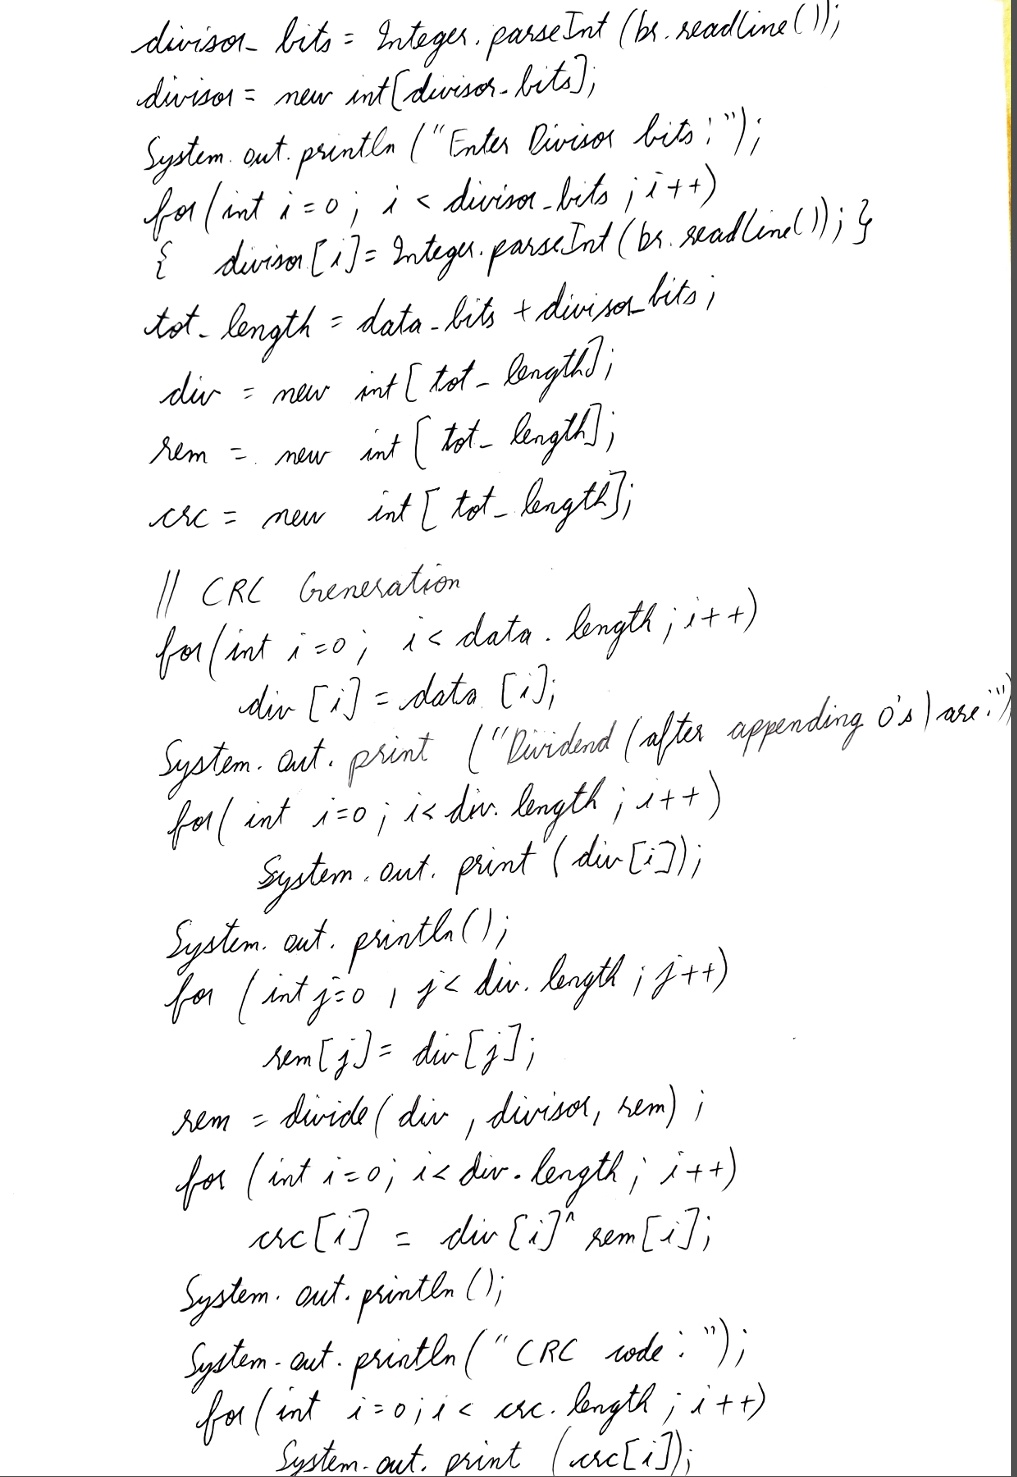 divisor_bits = Integer.parseInt(br.readLine());
divisor = new int[divisor_bits];
System.out.println("Enter Divisor bits:");
for(int i=0; i < divisor_bits; i++)
{ divisor[i] = Integer.parseInt(br.readLine()); }
tot_length = data_bits + divisor_bits;
div = new int[tot_length];
rem = new int[tot_length];
crc = new int[tot_length];
// CRC Generation
for(int i=0; i < data.length; i++)
div[i] = data[i];
System.out.print ("Dividend (after appending 0's) are:")
for(int i=0; i< div.length; i++)
System.out.print (div[i]);
System.out.println();
for (int j=0, j< div.length; j++)
rem[j] = div[j];
rem = divide(div, divisor, rem);
for (int i=0; i< div.length; i++)
crc[i] = div[i]^ rem[i];
System.out.println();
System.out.println("CRC code:");
for(int i=0; i< crc.length; i++)
System.out.print (crc[i]);